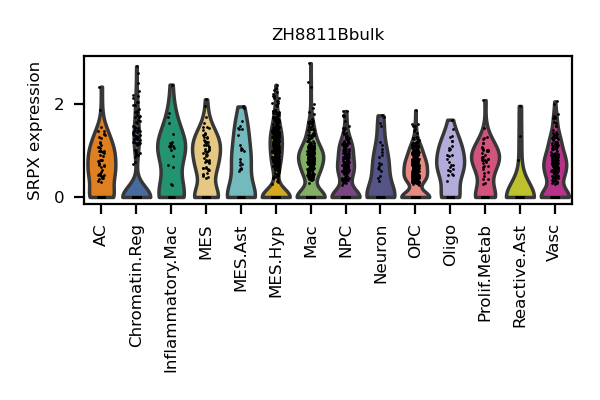 ZH8811Bbulk
SRPX expression
2
0
AC
Chromatin.Reg
Inflammatory.Mac
MES
MES.Ast
MES.Hyp
Mac
NPC
Neuron
OPC
Oligo
Prolif.Metab
Reactive.Ast
Vasc